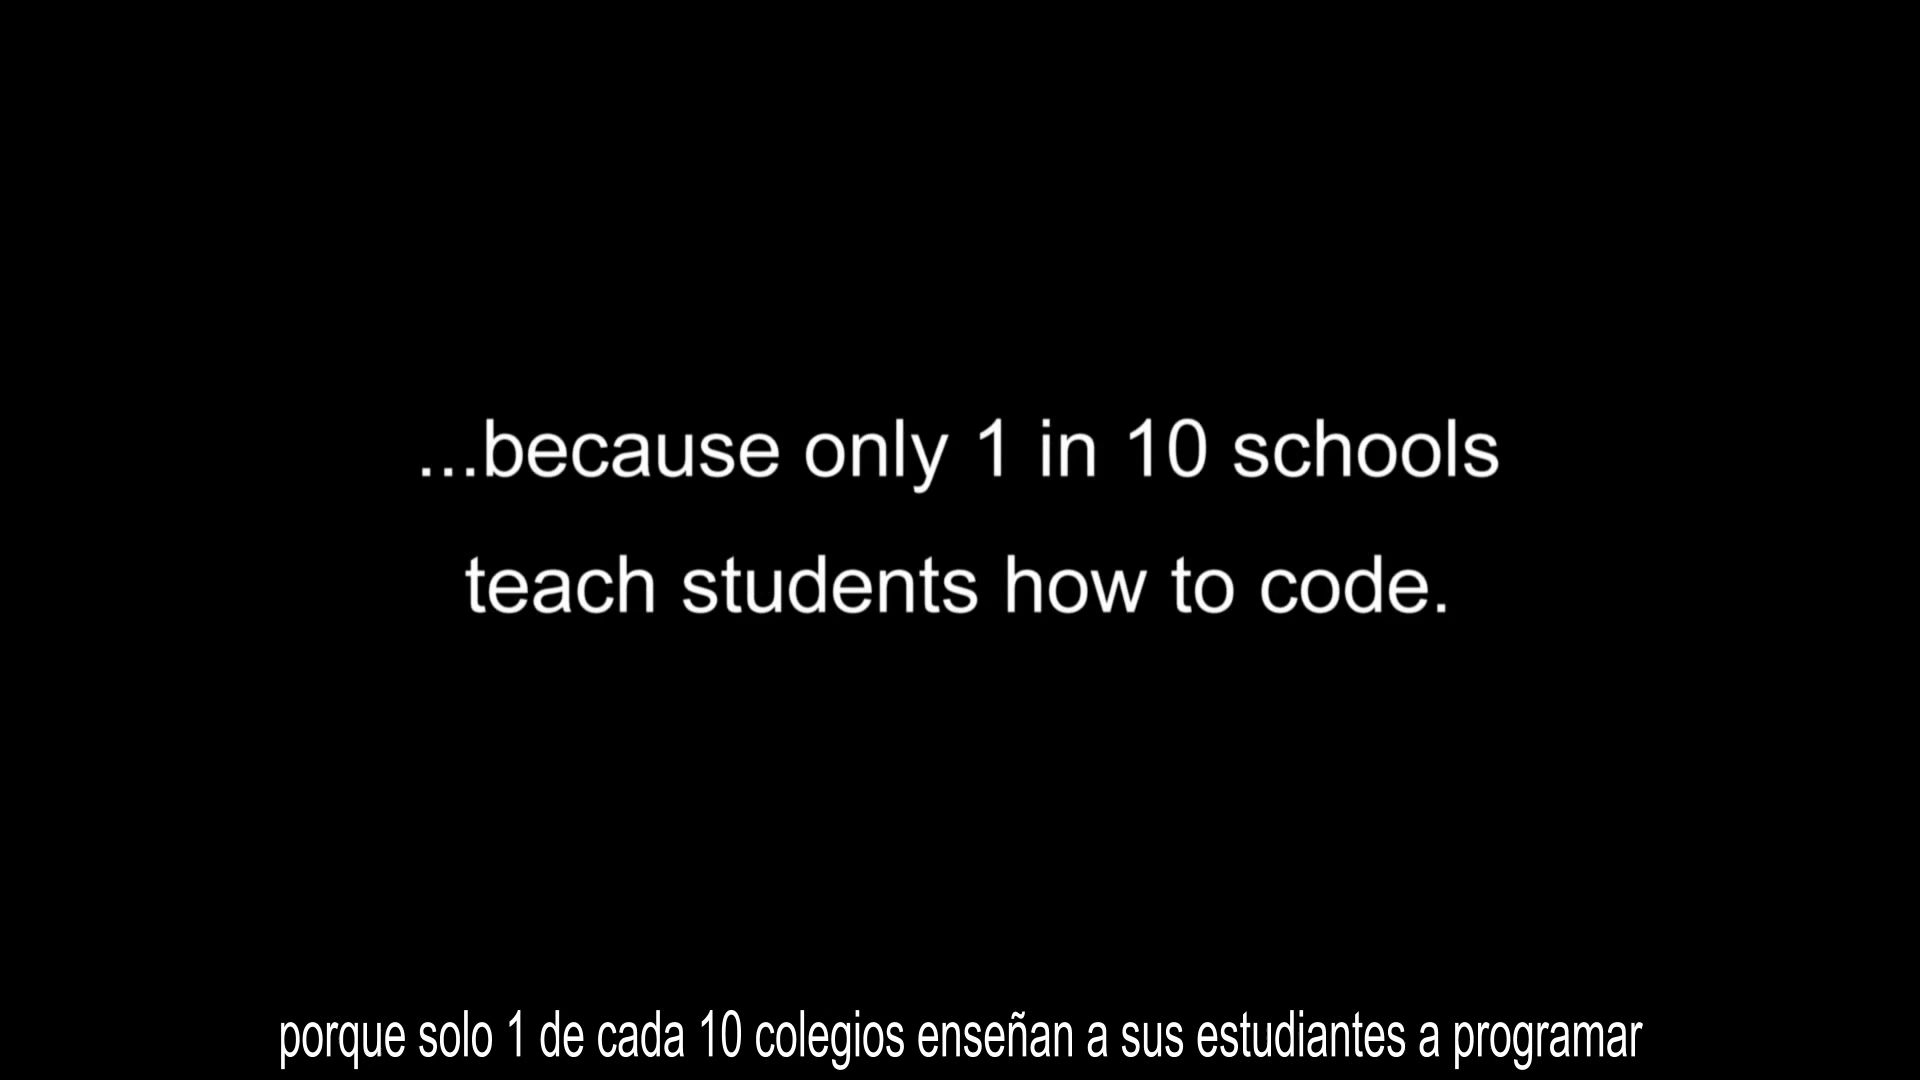 ...because only 1 in 10 schools
teach students how to code.
porque solo 1 de cada 10 colegios enseñan a sus estudiantes a programar